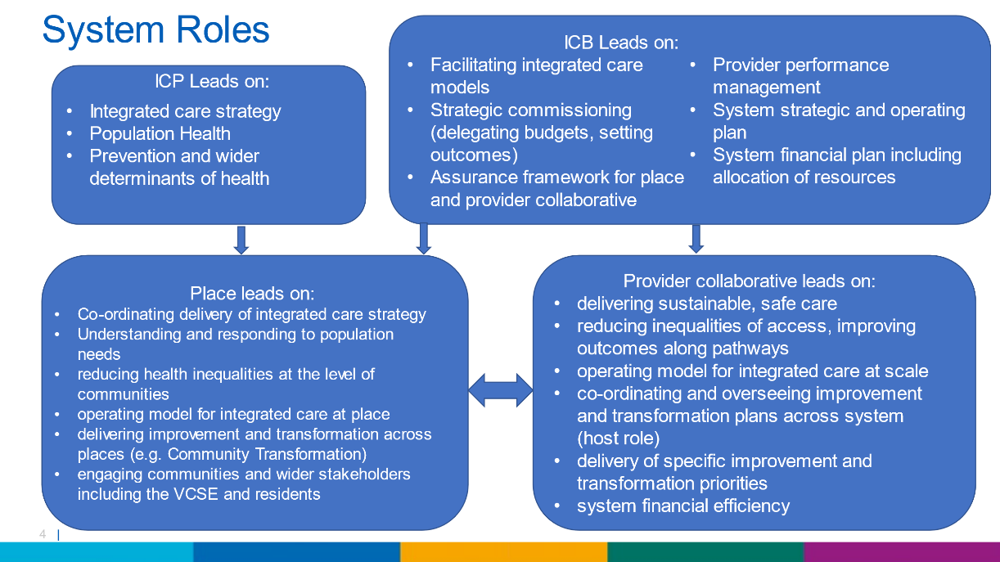 System Roles
ICP Leads on:
• Integrated care strategy
• Population Health
• Prevention and wider
determinants of health
ICB Leads on:
• Facilitating integrated care
models
• Strategic commissioning
(delegating budgets, setting
outcomes)
• Assurance framework for place
and provider collaborative
• Provider performance
management
• System strategic and operating
plan
• System financial plan including
allocation of resources
Place leads on:
• Co-ordinating delivery of integrated care strategy
• Understanding and responding to population
needs
• reducing health inequalities at the level of
communities
• operating model for integrated care at place
• delivering improvement and transformation across
places (e.g. Community Transformation)
• engaging communities and wider stakeholders
including the VCSE and residents
Provider collaborative leads on:
• delivering sustainable, safe care
• reducing inequalities of access, improving
outcomes along pathways
• operating model for integrated care at scale
• co-ordinating and overseeing improvement
and transformation plans across system
(host role)
• delivery of specific improvement and
transformation priorities
• system financial efficiency
4 |